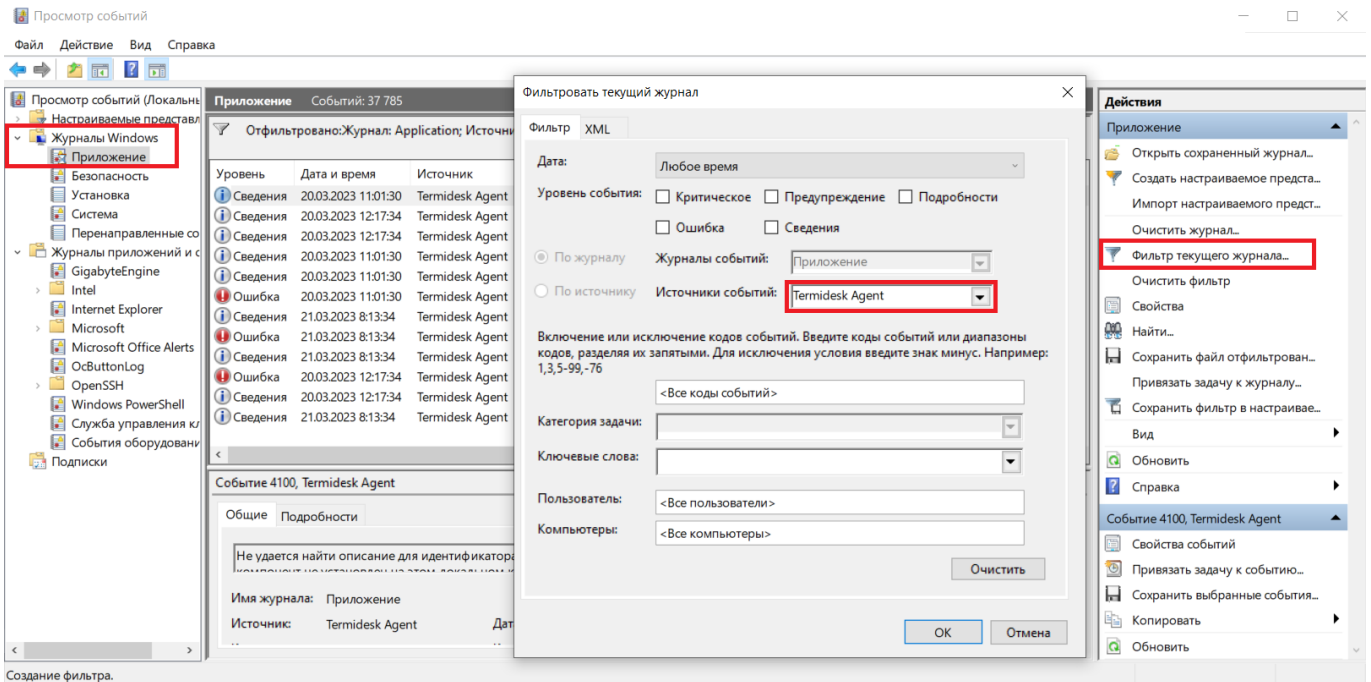 Просмотр событий
Файл Действие Вид Справка
Просмотр событий (Локальнь
Настраиваемые представл
Журналы Windows
Приложение
Безопасность
Установка
Система
Перенаправленные со
Журналы приложений и с
GigabyteEngine
Intel
Internet Explorer
Microsoft
Microsoft Office Alerts
OcButtonLog
OpenSSH
Windows PowerShell
Служба управления кл
События оборудовани
Подписки
Приложение Событий: 37 785
Отфильтровано:Журнал: Application; Источни
Уровень Дата и время Источник
Сведения 20.03.2023 11:01:30 Termidesk Agent
Сведения 20.03.2023 12:17:34 Termidesk Agent
Сведения 20.03.2023 12:17:34 Termidesk Agent
Сведения 20.03.2023 11:01:30 Termidesk Agent
Сведения 20.03.2023 11:01:30 Termidesk Agent
Ошибка 20.03.2023 11:01:30 Termidesk Agent
Сведения 21.03.2023 8:13:34 Termidesk Agent
Ошибка 21.03.2023 8:13:34 Termidesk Agent
Сведения 21.03.2023 8:13:34 Termidesk Agent
Ошибка 20.03.2023 12:17:34 Termidesk Agent
Сведения 20.03.2023 12:17:34 Termidesk Agent
Сведения 21.03.2023 8:13:34 Termidesk Agent
Событие 4100, Termidesk Agent
Общие Подробности
Не удается найти описание для идентификатора
компонент не установлен на этом локальном к
Имя журнала: Приложение
Источник: Termidesk Agent Дат
Фильтровать текущий журнал
Фильтр XML
Дата: Любое время
Уровень события: Критическое Предупреждение Подробности
Ошибка Сведения
По журналу Журналы событий: Приложение
По источнику Источники событий: Termidesk Agent
Включение или исключение кодов событий. Введите коды событий или диапазоны
кодов, разделяя их запятыми. Для исключения условия введите знак минус. Например:
1,3,5-99,-76
<Все коды событий>
Категория задачи:
Ключевые слова:
Пользователь: <Все пользователи>
Компьютеры: <Все компьютеры>
Очистить
ОК Отмена
Действия
Приложение
Открыть сохраненный журнал...
Создать настраиваемое предста...
Импорт настраиваемого предст...
Очистить журнал...
Фильтр текущего журнала...
Очистить фильтр
Свойства
Найти...
Сохранить файл отфильтрован...
Привязать задачу к журналу...
Сохранить фильтр в настраивае...
Вид
Обновить
Справка
Событие 4100, Termidesk Agent
Свойства событий
Привязать задачу к событию...
Сохранить выбранные события...
Копировать
Обновить
Создание фильтра.